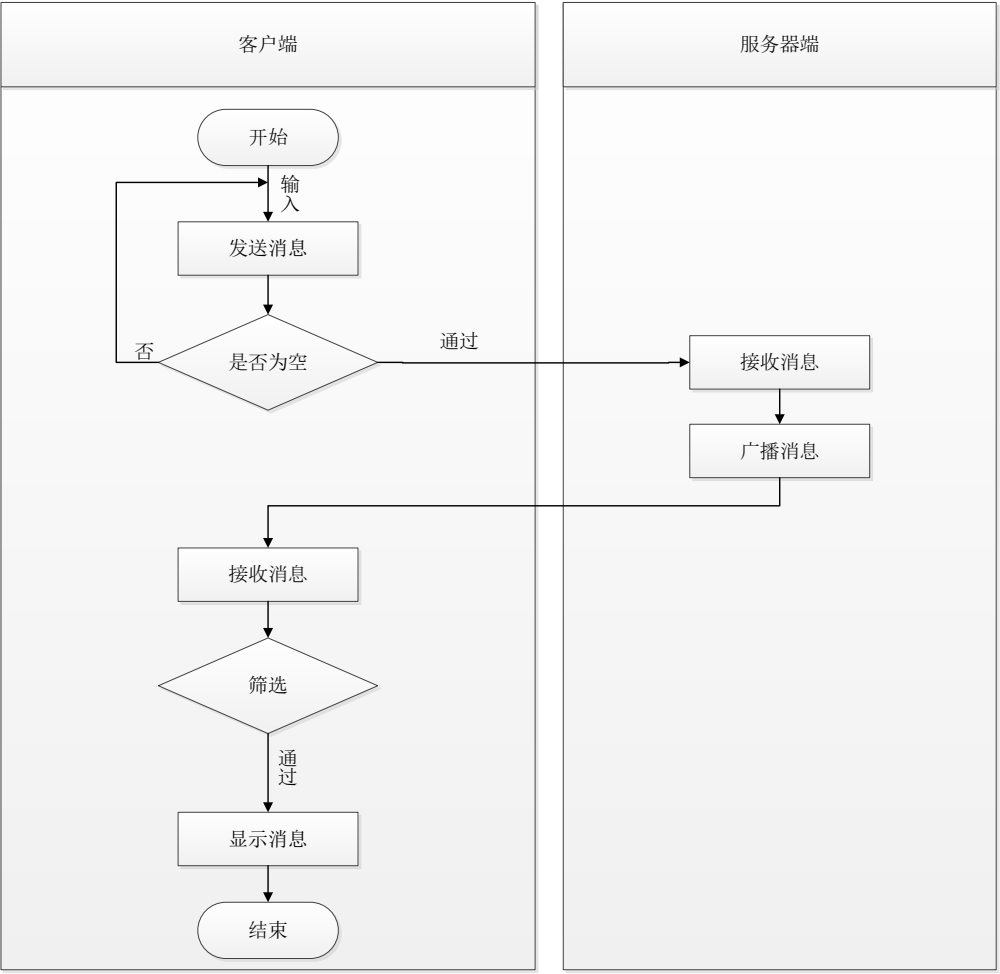 客户端
服务器端
开始
输
入
发送消息
否
是否为空
通过
接收消息
广播消息
接收消息
筛选
通
过
显示消息
结束